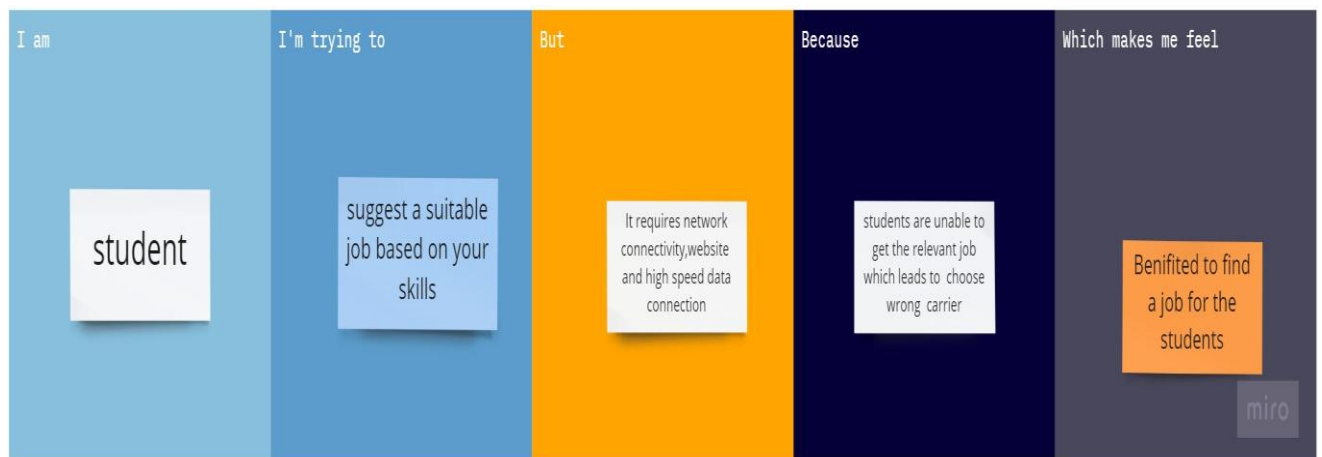 I am
student
I'm trying to
suggest a suitable
job based on your
skills
But
It requires network
connectivity,website
and high speed data
connection
Because
students are unable to
get the relevant job
which leads to choose
wrong carrier
Which makes me feel
Benifited to find
a job for the
students
miro